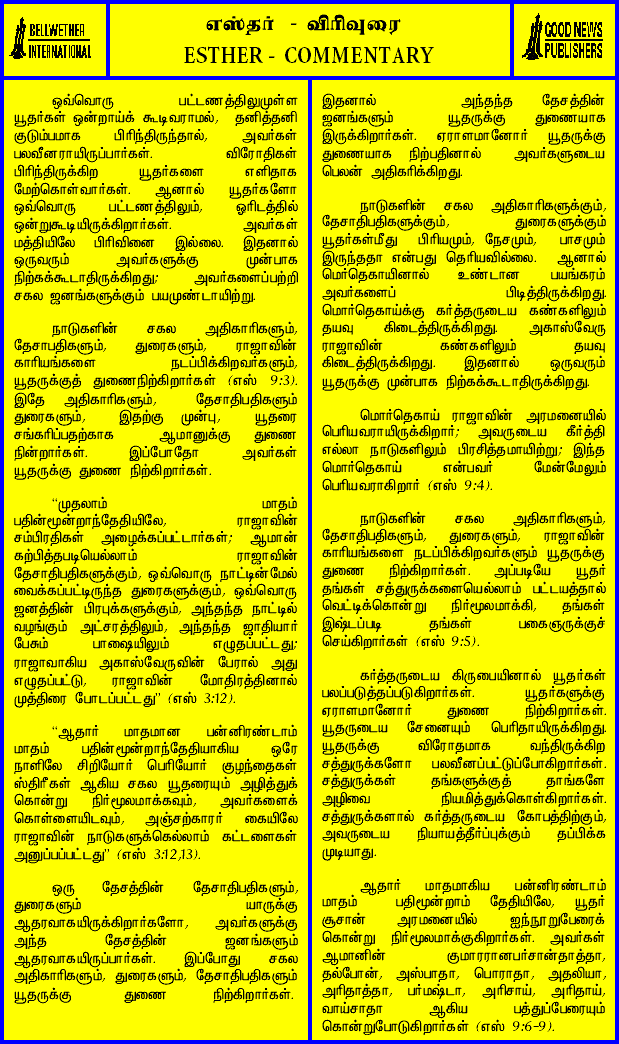 BELLWETHER
INTERNATIONAL
எஸ்தர் - விரிவுரை
ESTHER - COMMENTARY
GOOD NEWS
PUBLISHERS
ஒவ்வொரு பட்டணத்திலுமுள்ள
யூதர்கள் ஒன்றாய்க் கூடிவராமல், தனித்தனி
குடும்பமாக பிரிந்திருந்தால், அவர்கள்
பலவீனராயிருப்பார்கள். விரோதிகள்
பிரிந்திருக்கிற யூதர்களை எளிதாக
மேற்கொள்வார்கள். ஆனால் யூதர்களோ
ஒவ்வொரு பட்டணத்திலும், ஓரிடத்தில்
ஒன்றுகூடியிருக்கிறார்கள். அவர்கள்
மத்தியிலே பிரிவினை இல்லை. இதனால்
ஒருவரும் அவர்களுக்கு முன்பாக
நிற்கக்கூடாதிருக்கிறது; அவர்களைப்பற்றி
சகல ஜனங்களுக்கும் பயமுண்டாயிற்று.
நாடுகளின் சகல அதிகாரிகளும்,
தேசாபதிகளும், துரைகளும், ராஜாவின்
காரியங்களை நடப்பிக்கிறவர்களும்,
யூதருக்குத் துணைநிற்கிறார்கள் (எஸ் 9:3).
இதே அதிகாரிகளும், தேசாதிபதிகளும்
துரைகளும், இதற்கு முன்பு, யூதரை
சங்கரிப்பதற்காக ஆமானுக்கு துணை
நின்றார்கள். இப்போதோ அவர்கள்
யூதருக்கு துணை நிற்கிறார்கள்.
“முதலாம் மாதம்
பதின்மூன்றாந்தேதியிலே, ராஜாவின்
சம்பிரதிகள் அழைக்கப்பட்டார்கள்; ஆமான்
கற்பித்தபடியெல்லாம் ராஜாவின்
தேசாதிபதிகளுக்கும், ஒவ்வொரு நாட்டின்மேல்
வைக்கப்பட்டிருந்த துரைகளுக்கும், ஒவ்வொரு
ஜனத்தின் பிரபுக்களுக்கும், அந்தந்த நாட்டில்
வழங்கும் அட்சரத்திலும், அந்தந்த ஜாதியார்
பேசும் பாஷையிலும் எழுதப்பட்டது;
ராஜாவாகிய அகாஸ்வேருவின் பேரால் அது
எழுதப்பட்டு, ராஜாவின் மோதிரத்தினால்
முத்திரை போடப்பட்டது” (எஸ் 3:12).
“ஆதார் மாதமான பன்னிரண்டாம்
மாதம் பதின்மூன்றாந்தேதியாகிய ஒரே
நாளிலே சிறியோர் பெரியோர் குழந்தைகள்
ஸ்திரீகள் ஆகிய சகல யூதரையும் அழித்துக்
கொன்று நிர்மூலமாக்கவும், அவர்களைக்
கொள்ளையிடவும், அஞ்சற்காரர் கையிலே
ராஜாவின் நாடுகளுக்கெல்லாம் கட்டளைகள்
அனுப்பப்பட்டது” (எஸ் 3:12,13).
ஒரு தேசத்தின் தேசாதிபதிகளும்,
துரைகளும் யாருக்கு
ஆதரவாகயிருக்கிறார்களோ, அவர்களுக்கு
அந்த தேசத்தின் ஜனங்களும்
ஆதரவாகயிருப்பார்கள். இப்போது சகல
அதிகாரிகளும், துரைகளும், தேசாதிபதிகளும்
யூதருக்கு துணை நிற்கிறார்கள்.
இதனால் அந்தந்த தேசத்தின்
ஜனங்களும் யூதருக்கு துணையாக
இருக்கிறார்கள். ஏராளமானோர் யூதருக்கு
துணையாக நிற்பதினால் அவர்களுடைய
பெலன் அதிகரிக்கிறது.
நாடுகளின் சகல அதிகாரிகளுக்கும்,
தேசாதிபதிகளுக்கும், துரைகளுக்கும்
யூதர்கள்மீது பிரியமும், நேசமும், பாசமும்
இருந்ததா என்பது தெரியவில்லை. ஆனால்
மொர்தெகாயினால் உண்டான பயங்கரம்
அவர்களைப் பிடித்திருக்கிறது.
மொர்தெகாய்க்கு கர்த்தருடைய கண்களிலும்
தயவு கிடைத்திருக்கிறது. அகாஸ்வேரு
ராஜாவின் கண்களிலும் தயவு
கிடைத்திருக்கிறது. இதனால் ஒருவரும்
யூதருக்கு முன்பாக நிற்கக்கூடாதிருக்கிறது.
மொர்தெகாய் ராஜாவின் அரமனையில்
பெரியவராயிருக்கிறார்; அவருடைய கீர்த்தி
எல்லா நாடுகளிலும் பிரசித்தமாயிற்று; இந்த
மொர்தெகாய் என்பவர் மேன்மேலும்
பெரியவராகிறார் (எஸ் 9:4).
நாடுகளின் சகல அதிகாரிகளும்,
தேசாதிபதிகளும், துரைகளும், ராஜாவின்
காரியங்களை நடப்பிக்கிறவர்களும் யூதருக்கு
துணை நிற்கிறார்கள். அப்படியே யூதர்
தங்கள் சத்துருக்களையெல்லாம் பட்டயத்தால்
வெட்டிக்கொன்று நிர்மூலமாக்கி, தங்கள்
இஷ்டப்படி தங்கள் பகைஞருக்குச்
செய்கிறார்கள் (எஸ் 9:5).
கர்த்தருடைய கிருபையினால் யூதர்கள்
பலப்படுத்தப்படுகிறார்கள். யூதர்களுக்கு
ஏராளமானோர் துணை நிற்கிறார்கள்.
யூதருடைய சேனையும் பெரிதாயிருக்கிறது.
யூதருக்கு விரோதமாக வந்திருக்கிற
சத்துருக்களோ பலவீனப்பட்டுப்போகிறார்கள்.
சத்துருக்கள் தங்களுக்குத் தாங்களே
அழிவை நியமித்துக்கொள்கிறார்கள்.
சத்துருக்களால் கர்த்தருடைய கோபத்திற்கும்,
அவருடைய நியாயத்தீர்ப்புக்கும் தப்பிக்க
முடியாது.
ஆதார் மாதமாகிய பன்னிரண்டாம்
மாதம் பதிமூன்றாம் தேதியிலே, யூதர்
சூசான் அரமனையில் ஐந்நூறுபேரைக்
கொன்று நிர்மூலமாக்குகிறார்கள். அவர்கள்
ஆமானின் குமாரரானபர்சான்தாத்தா,
தல்போன், அஸ்பாதா, பொராதா, அதலியா,
அரிதாத்தா, பர்மஷ்டா, அரிசாய், அரிதாய்,
வாய்சாதா ஆகிய பத்துப்பேரையும்
கொன்றுபோடுகிறார்கள் (எஸ் 9:6-9).